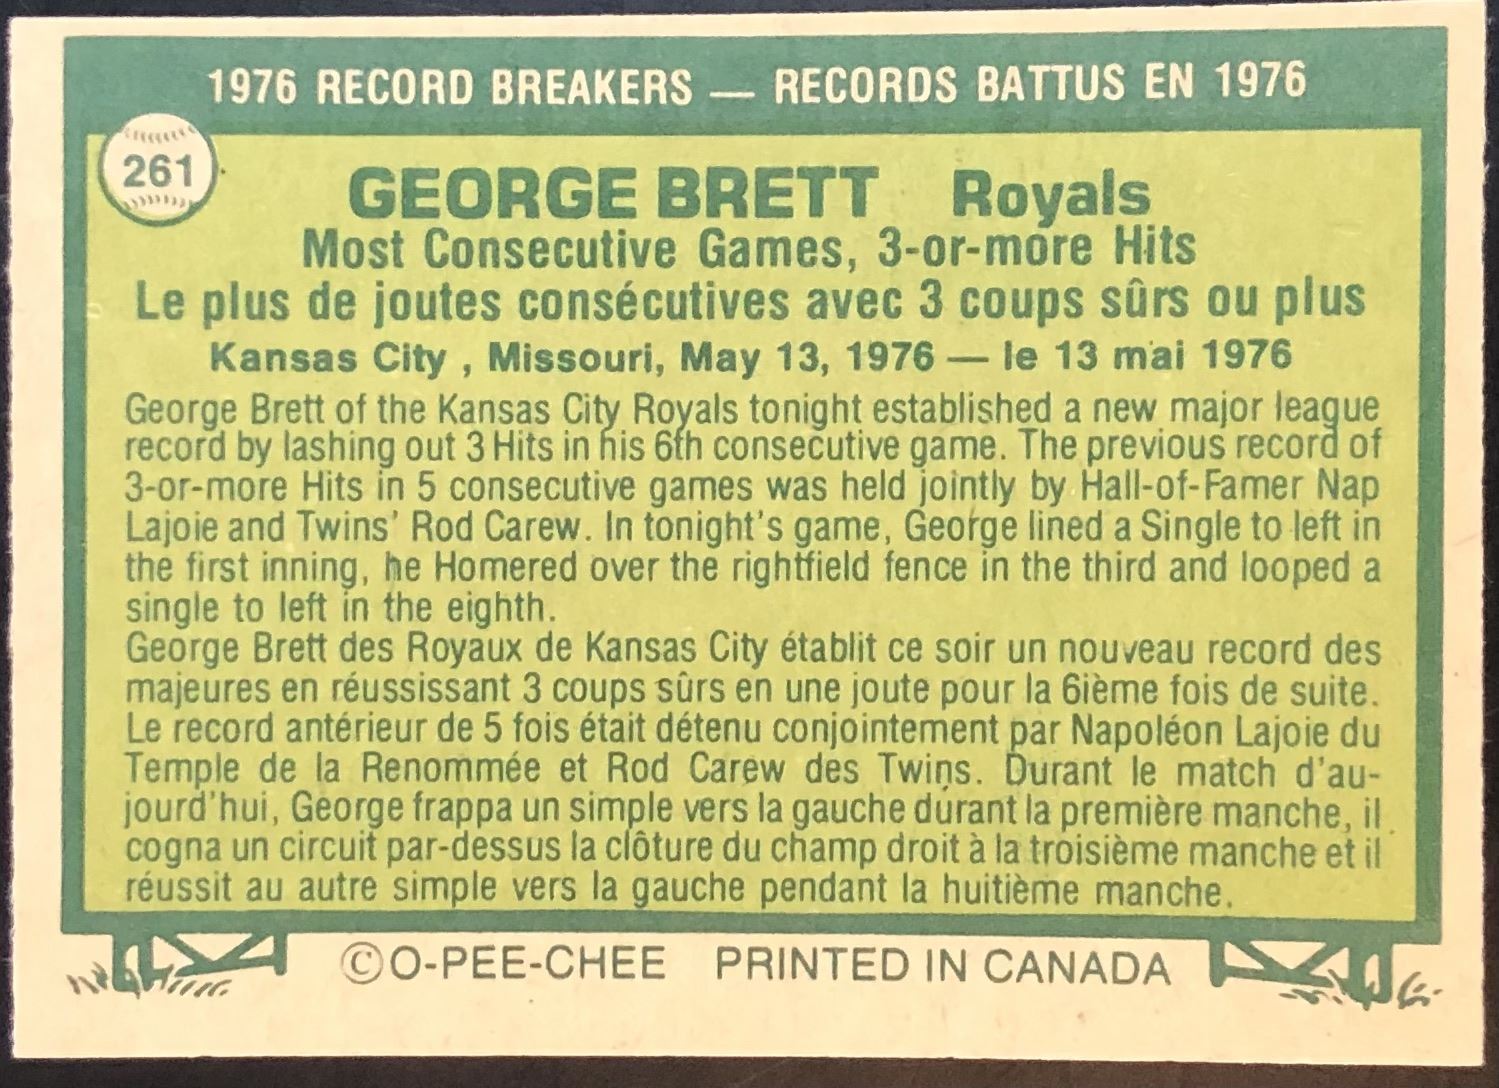 1976 RECORD BREAKERS — RECORDS BATTUS EN 1976
261
GEORGE BRETT Royals
Most Consecutive Games, 3-or-more Hits
Le plus de joutes consécutives avec 3 coups sûrs ou plus
Kansas City , Missouri, May 13, 1976 — le 13 mai 1976
George Brett of the Kansas City Royals tonight established a new major league
record by lashing out 3 Hits in his 6th consecutive game. The previous record of
3-or-more Hits in 5 consecutive games was held jointly by Hall-of-Famer Nap
Lajoie and Twins' Rod Carew. In tonight's game, George lined a Single to left in
the first inning, he Homered over the rightfield fence in the third and looped a
single to left in the eighth.
George Brett des Royaux de Kansas City établit ce soir un nouveau record des
majeures en réussissant 3 coups sûrs en une joute pour la 6ième fois de suite.
Le record antérieur de 5 fois était détenu conjointement par Napoléon Lajoie du
Temple de la Renommée et Rod Carew des Twins. Durant le match d'au-
jourd'hui, George frappa un simple vers la gauche durant la première manche, il
cogna un circuit par-dessus la clôture du champ droit à la troisième manche et il
réussit au autre simple vers la gauche pendant la huitième manche.
©O-PEE-CHEE PRINTED IN CANADA